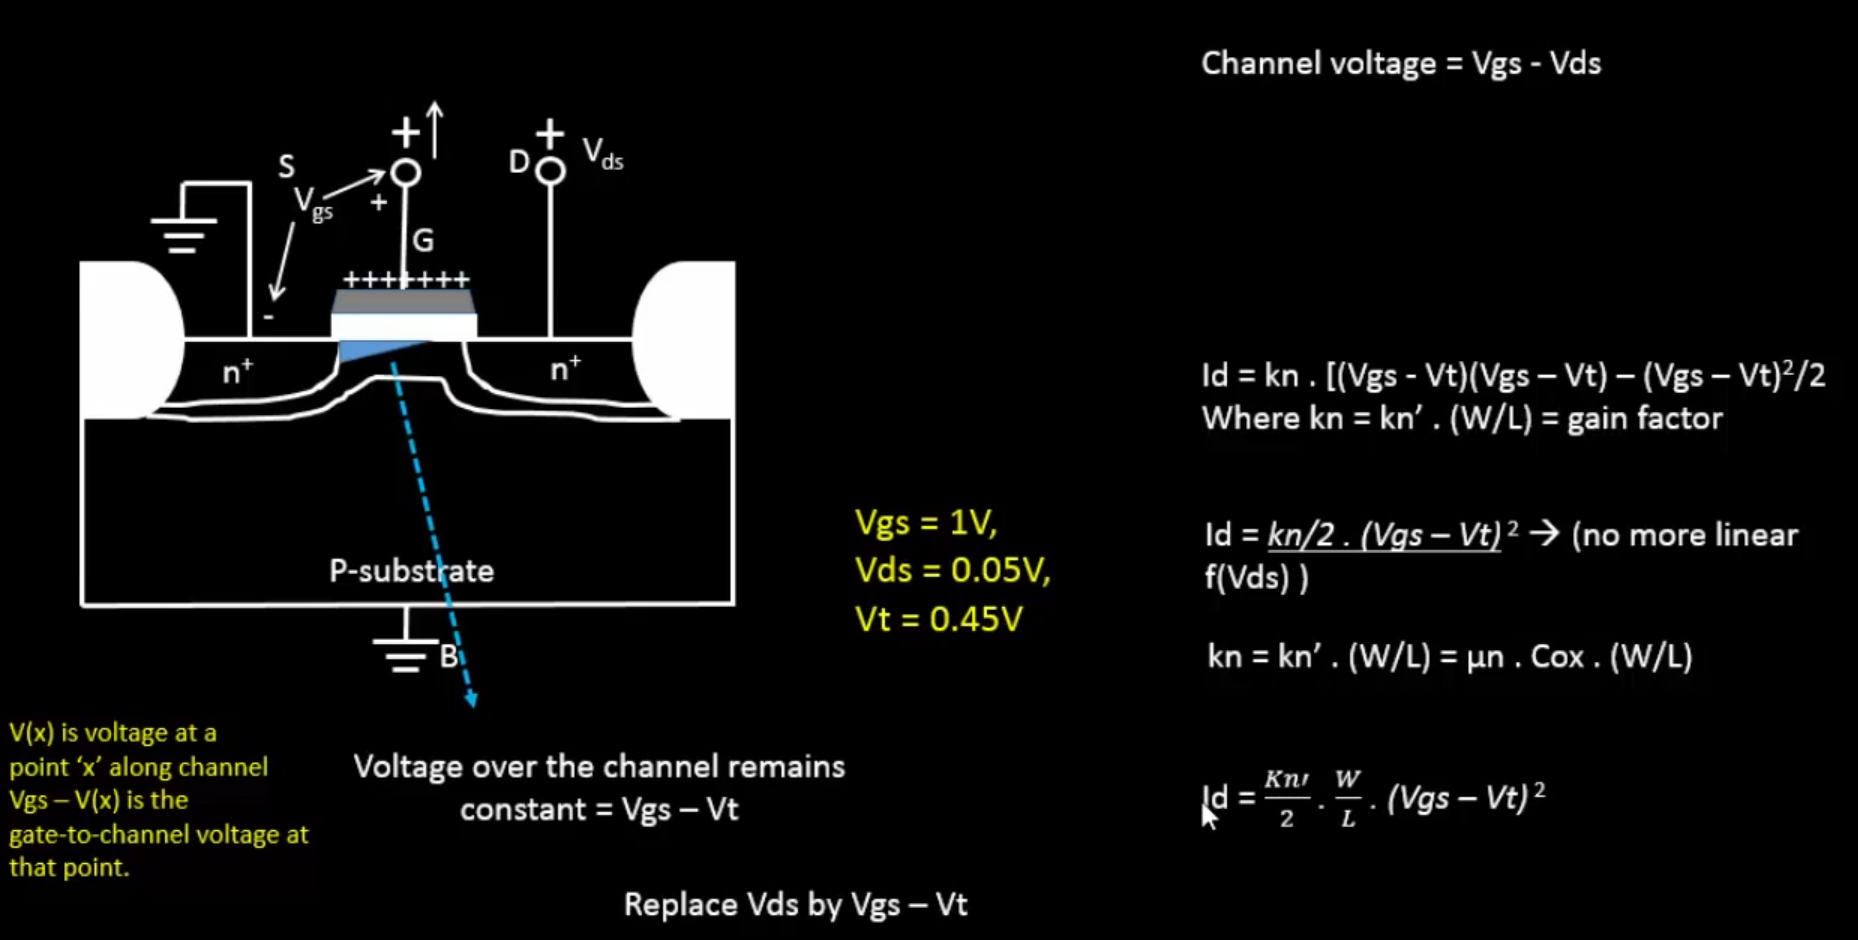 Channel voltage = Vgs - Vds
+
+
S
D
V<sub>ds</sub>
V<sub>gs</sub>
+
G
+++++++
-
n⁺
n⁺
P-substrate
B
Vgs = 1V,
Vds = 0.05V,
Vt = 0.45V
Id = kn . [(Vgs - Vt)(Vgs – Vt) – (Vgs – Vt)²/2
Where kn = kn’ . (W/L) = gain factor
Id = kn/2 . (Vgs – Vt) ² → (no more linear
f(Vds) )
kn = kn’ . (W/L) = μn . Cox . (W/L)
Id = Kn′/2 . W/L . (Vgs – Vt) ²
V(x) is voltage at a
point ‘x’ along channel
Vgs – V(x) is the
gate-to-channel voltage at
that point.
Voltage over the channel remains
constant = Vgs – Vt
Replace Vds by Vgs – Vt